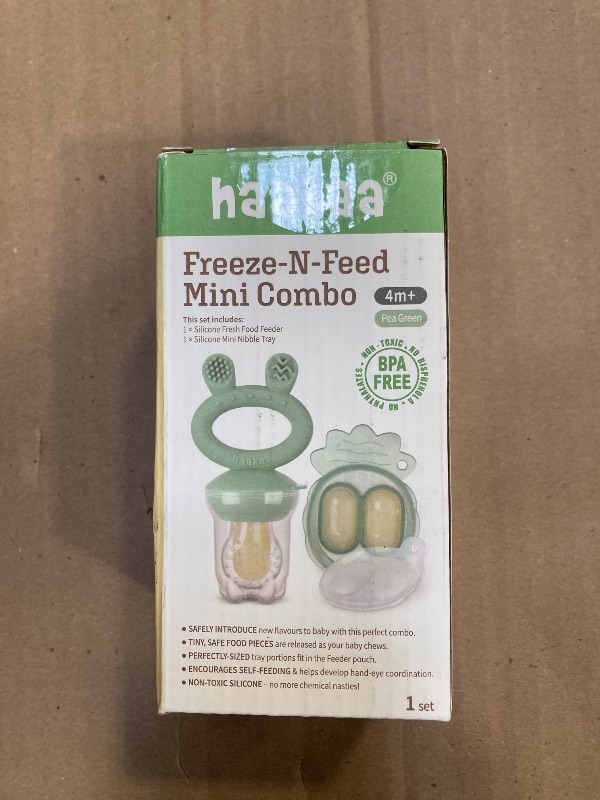 haakaa®
Freeze-N-Feed
Mini Combo 4m+
Pea Green
This set includes:
1 × Silicone Fresh Food Feeder
1 × Silicone Mini Nibble Tray
NON-TOXIC • NO BISPHENOL A • NO PHTHALATES •
BPA
FREE
haakaa
• SAFELY INTRODUCE new flavours to baby with this perfect combo.
• TINY, SAFE FOOD PIECES are released as your baby chews.
• PERFECTLY-SIZED tray portions fit in the Feeder pouch.
• ENCOURAGES SELF-FEEDING & helps develop hand-eye coordination.
• NON-TOXIC SILICONE – no more chemical nasties!
1 set